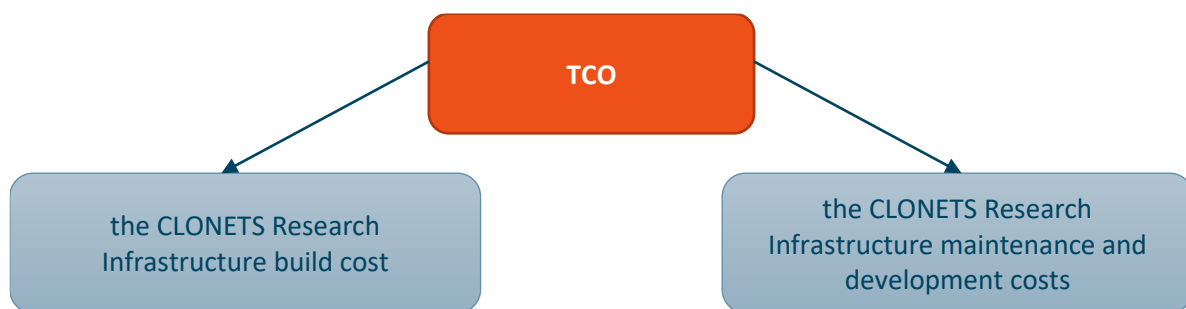 TCO
the CLONETS Research
Infrastructure build cost
the CLONETS Research
Infrastructure maintenance and
development costs